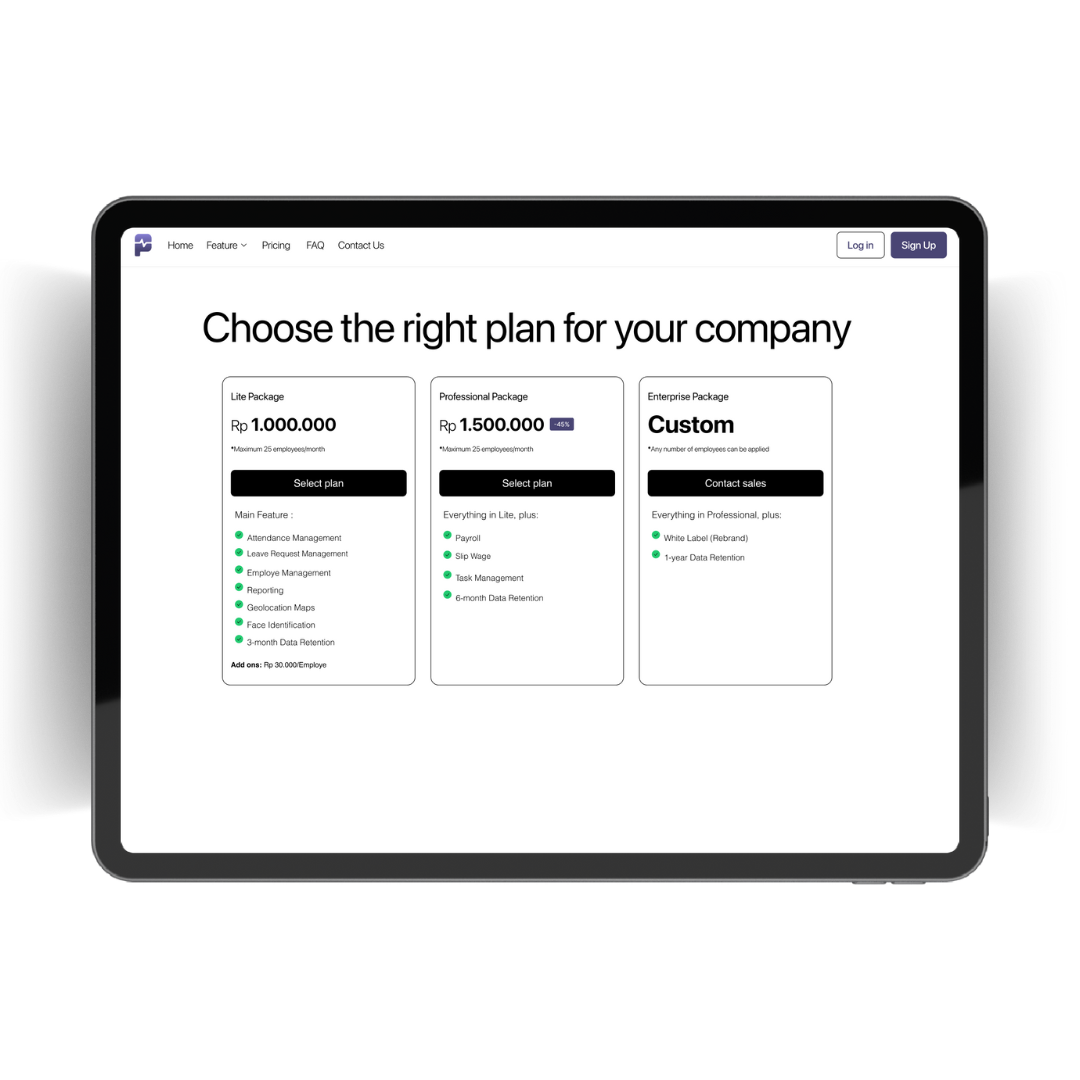 Home Feature Pricing FAQ Contact Us Log in Sign Up
Choose the right plan for your company
Lite Package
Rp 1.000.000
*Maximum 25 employees/month
Select plan
Main Feature :
Attendance Management
Leave Request Management
Employe Management
Reporting
Geolocation Maps
Face Identification
3-month Data Retention
Add ons: Rp 30.000/Employe
Professional Package
Rp 1.500.000 -45%
*Maximum 25 employees/month
Select plan
Everything in Lite, plus:
Payroll
Slip Wage
Task Management
6-month Data Retention
Enterprise Package
Custom
*Any number of employees can be applied
Contact sales
Everything in Professional, plus:
White Label (Rebrand)
1-year Data Retention